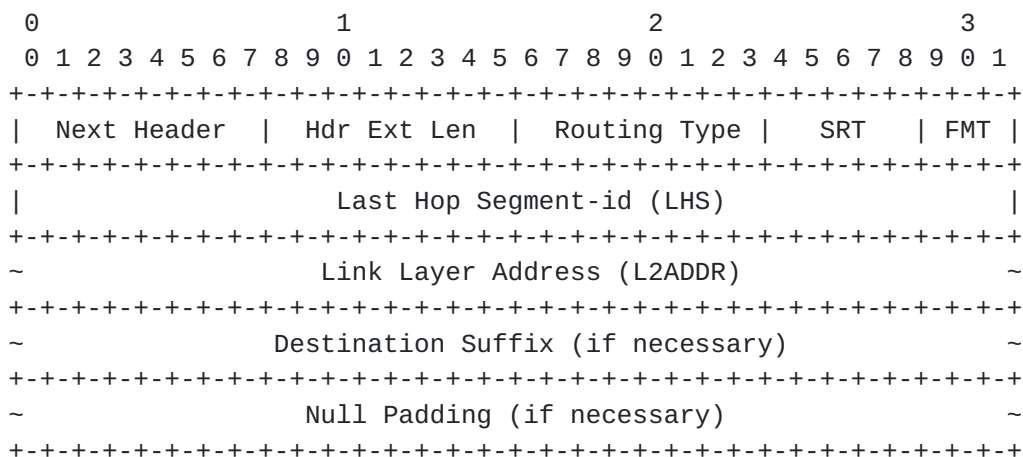 0                   1                   2                   3
 0 1 2 3 4 5 6 7 8 9 0 1 2 3 4 5 6 7 8 9 0 1 2 3 4 5 6 7 8 9 0 1
+-+-+-+-+-+-+-+-+-+-+-+-+-+-+-+-+-+-+-+-+-+-+-+-+-+-+-+-+-+-+-+-+
|  Next Header  |  Hdr Ext Len  |  Routing Type |   SRT   | FMT |
+-+-+-+-+-+-+-+-+-+-+-+-+-+-+-+-+-+-+-+-+-+-+-+-+-+-+-+-+-+-+-+-+
|                    Last Hop Segment-id (LHS)                  |
+-+-+-+-+-+-+-+-+-+-+-+-+-+-+-+-+-+-+-+-+-+-+-+-+-+-+-+-+-+-+-+-+
~                   Link Layer Address (L2ADDR)                 ~
+-+-+-+-+-+-+-+-+-+-+-+-+-+-+-+-+-+-+-+-+-+-+-+-+-+-+-+-+-+-+-+-+
~                Destination Suffix (if necessary)              ~
+-+-+-+-+-+-+-+-+-+-+-+-+-+-+-+-+-+-+-+-+-+-+-+-+-+-+-+-+-+-+-+-+
~                  Null Padding (if necessary)                  ~
+-+-+-+-+-+-+-+-+-+-+-+-+-+-+-+-+-+-+-+-+-+-+-+-+-+-+-+-+-+-+-+-+